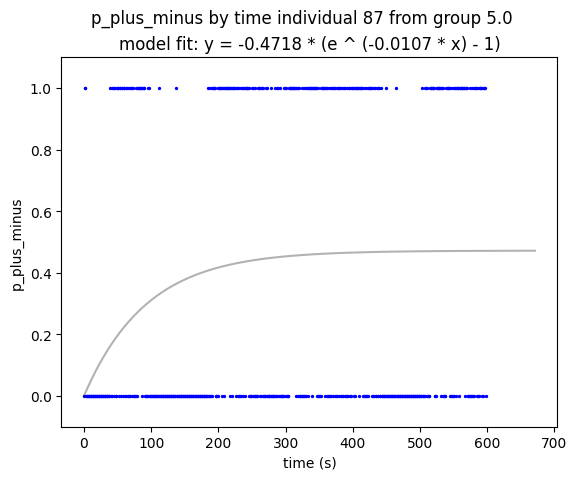 p_plus_minus by time individual 87 from group 5.0
model fit: y = -0.4718 * (e ^ (-0.0107 * x) - 1)
1.0
0.8
0.6
0.4
0.2
0.0
p_plus_minus
0 100 200 300 400 500 600 700
time (s)